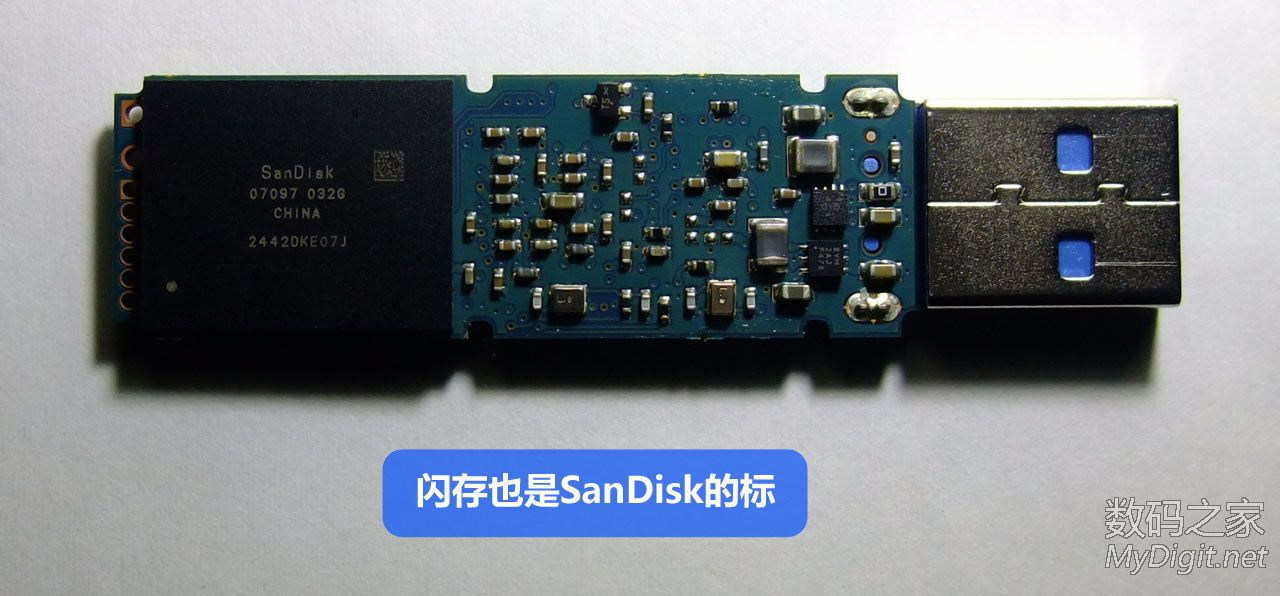 SanDisk
07097 032G
CHINA
2442DKE07J
闪存也是SanDisk的标
数码之家
MyDigit.net